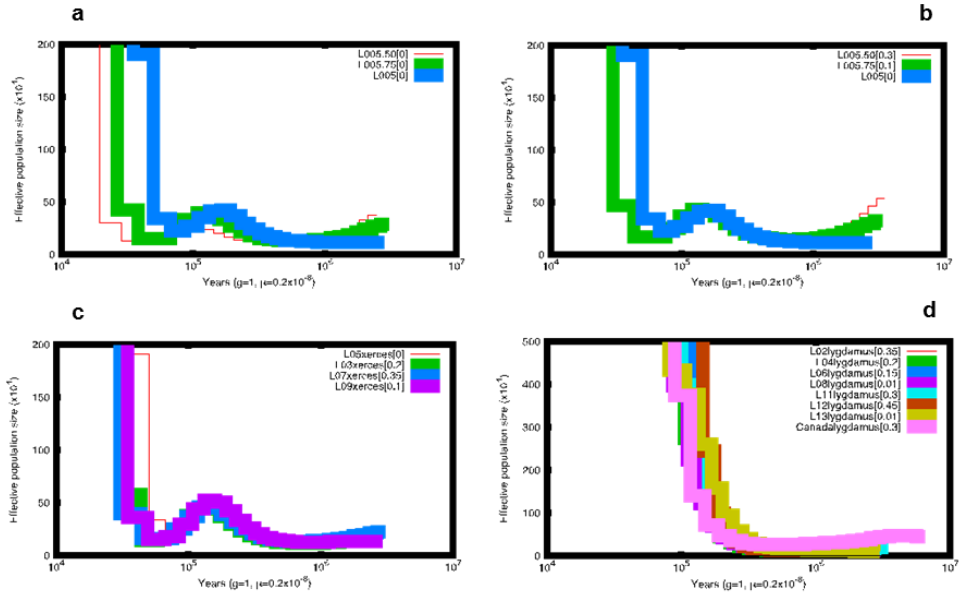 a
b
Effective population size (x10⁴)
200
150
100
50
0
L005.50[0]
L005.75[0]
L005[0]
10⁴
10⁵
10⁶
10⁷
Years (g=1, μ=0.2x10⁻⁸)
Effective population size (x10⁴)
200
150
100
50
0
L005.50[0.3]
L005.75[0.1]
L005[0]
10⁴
10⁵
10⁶
10⁷
Years (g=1, μ=0.2x10⁻⁸)
c
d
Effective population size (x10⁴)
200
150
100
50
0
L05xerces[0]
L03xerces[0.2]
L07xerces[0.35]
L09xerces[0.1]
10⁴
10⁵
10⁶
10⁷
Years (g=1, μ=0.2x10⁻⁸)
Effective population size (x10⁴)
500
400
300
200
100
0
L02lygdamus[0.35]
L04lygdamus[0.2]
L06lygdamus[0.15]
L08lygdamus[0.01]
L11lygdamus[0.3]
L12lygdamus[0.45]
L13lygdamus[0.01]
Canadalygdamus[0.3]
10⁴
10⁵
10⁶
10⁷
Years (g=1, μ=0.2x10⁻⁸)